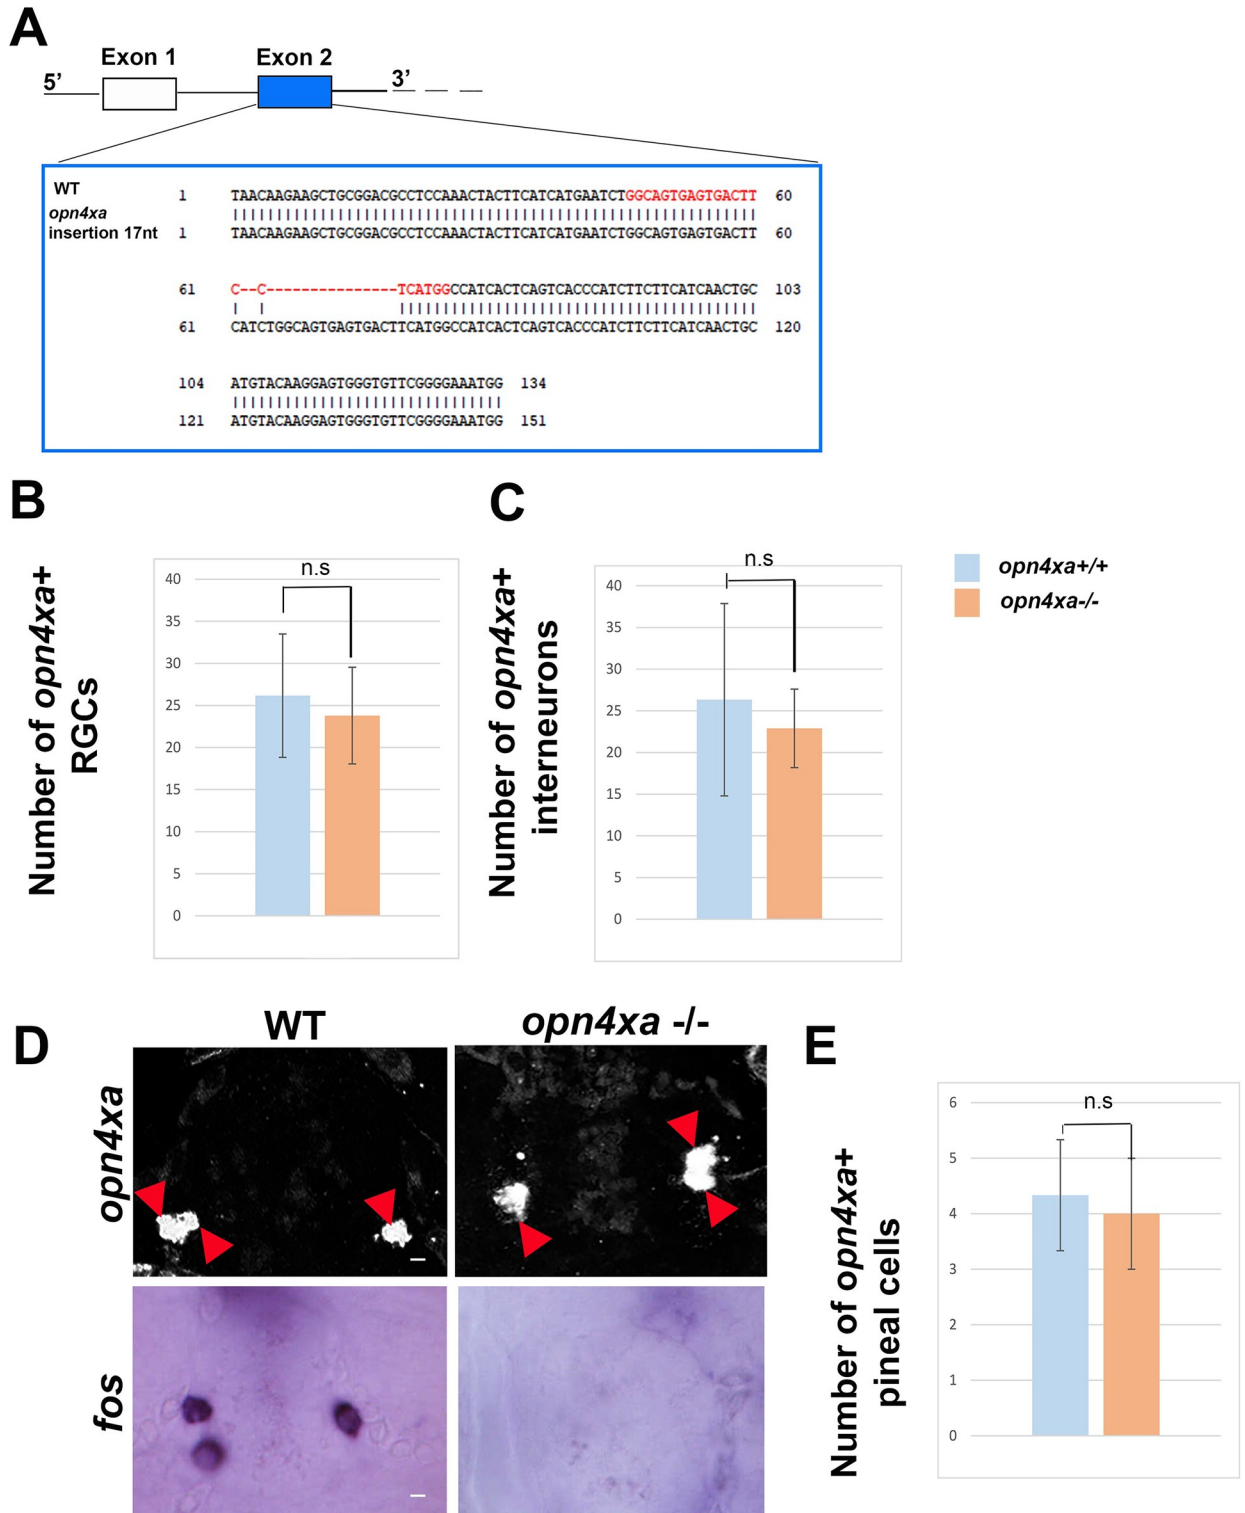 A
Exon 1 Exon 2
5’ 3’
WT 1 TAACAAGAAGCTGCGGACGCCTCCAAACTACTTCATCATGAATCTGGCAGTGAGTGACTT 60
opn4xa
insertion 17nt 1 TAACAAGAAGCTGCGGACGCCTCCAAACTACTTCATCATGAATCTGGCAGTGAGTGACTT 60
61 C--C---------------TCATGGCCATCACTCAGTCACCCATCTTCTTCATCAACTGC 103
61 CATCTGGCAGTGAGTGACTTCATGGCCATCACTCAGTCACCCATCTTCTTCATCAACTGC 120
104 ATGTACAAGGAGTGGGTGTTCGGGGAAATGG 134
121 ATGTACAAGGAGTGGGTGTTCGGGGAAATGG 151
B
Number of opn4xa+
RGCs
n.s
40
35
30
25
20
15
10
5
0
C
Number of opn4xa+
interneurons
n.s
40
35
30
25
20
15
10
5
0
opn4xa+/+
opn4xa-/-
D
WT opn4xa -/-
opn4xa
fos
E
Number of opn4xa+
pineal cells
n.s
6
5
4
3
2
1
0